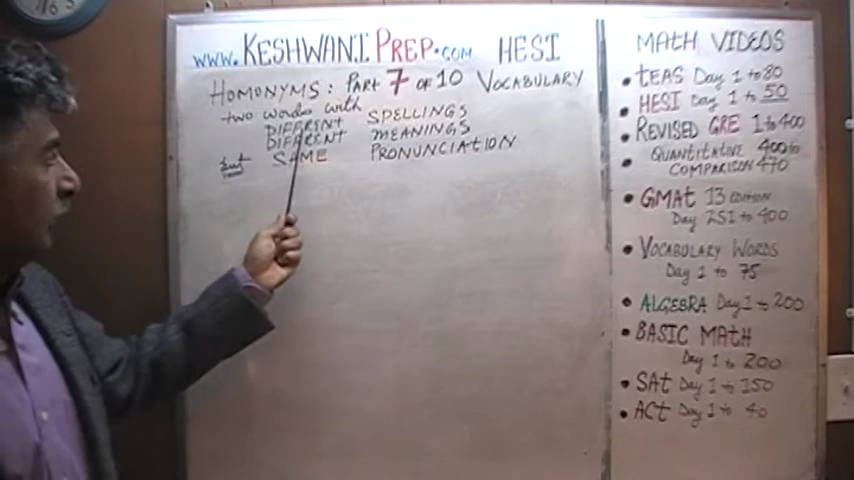 www.KESHWANIPREP.com HESI
HOMONYMS: PART 7 OF 10 VOCABULARY
two words with
DIFFERENT SPELLINGS
DIFFERENT MEANINGS
but SAME PRONUNCIATION
MATH VIDEOS
• TEAS Day 1 to 80
• HESI Day 1 to 50
• REVISED GRE 1 to 400
• QUANTITATIVE 400 to
COMPARISON 470
• GMAT 13 EDITION
Day 251 to 400
• VOCABULARY WORDS
Day 1 to 75
• ALGEBRA Day 1 to 200
• BASIC MATH
Day 1 to 200
• SAT Day 1 to 150
• ACT Day 1 to 40